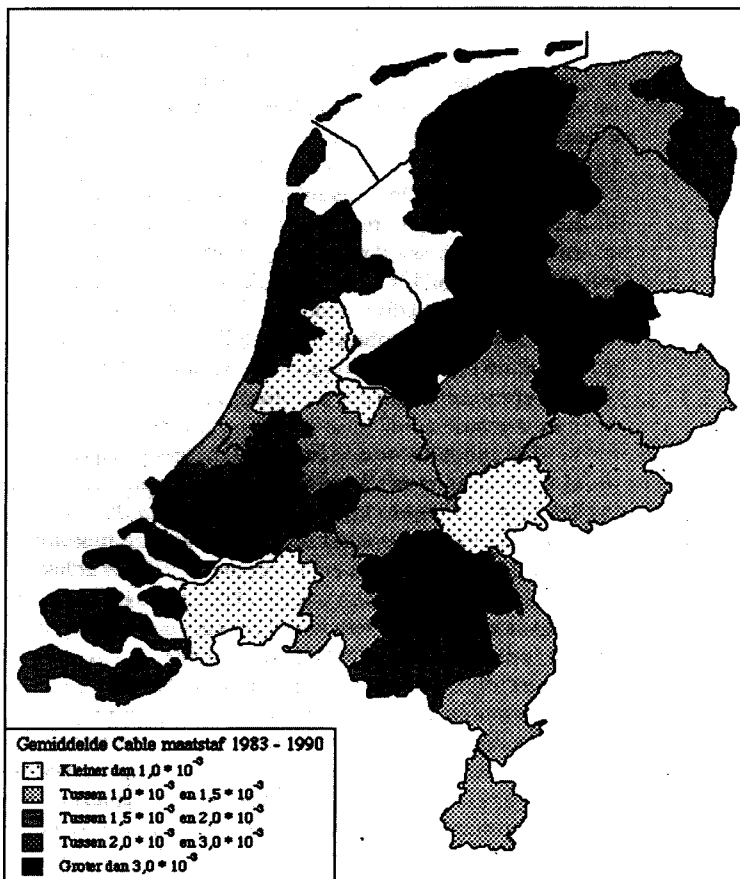 Gemiddelde Cable maatstaf 1983 - 1990
Kleiner dan 1,0 * 10⁻³
Tussen 1,0 * 10⁻³ en 1,5 * 10⁻³
Tussen 1,5 * 10⁻³ en 2,0 * 10⁻³
Tussen 2,0 * 10⁻³ en 3,0 * 10⁻³
Groter dan 3,0 * 10⁻³